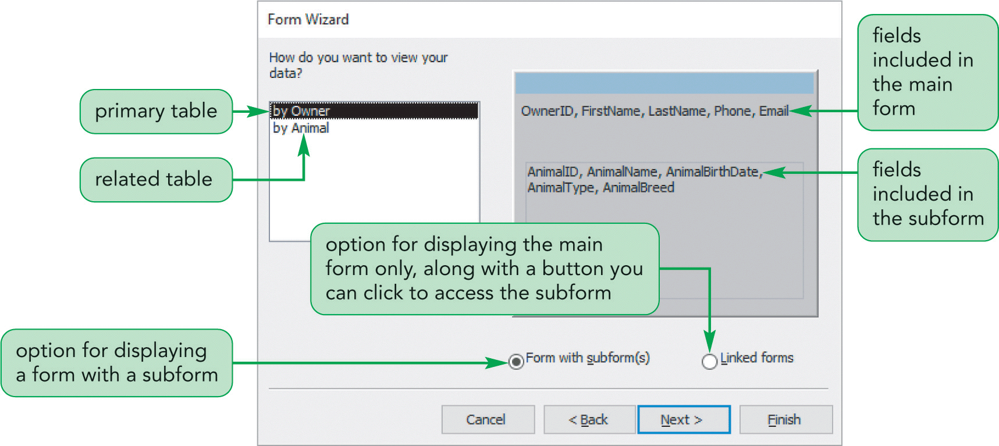 Form Wizard
How do you want to view your
data?
primary table
by Owner
by Animal
related table
OwnerID, FirstName, LastName, Phone, Email
fields
included in
the main
form
AnimalID, AnimalName, AnimalBirthDate,
AnimalType, AnimalBreed
fields
included in
the subform
option for displaying the main
form only, along with a button you
can click to access the subform
option for displaying
a form with a subform
Form with subform(s)
Linked forms
Cancel
< Back
Next >
Finish